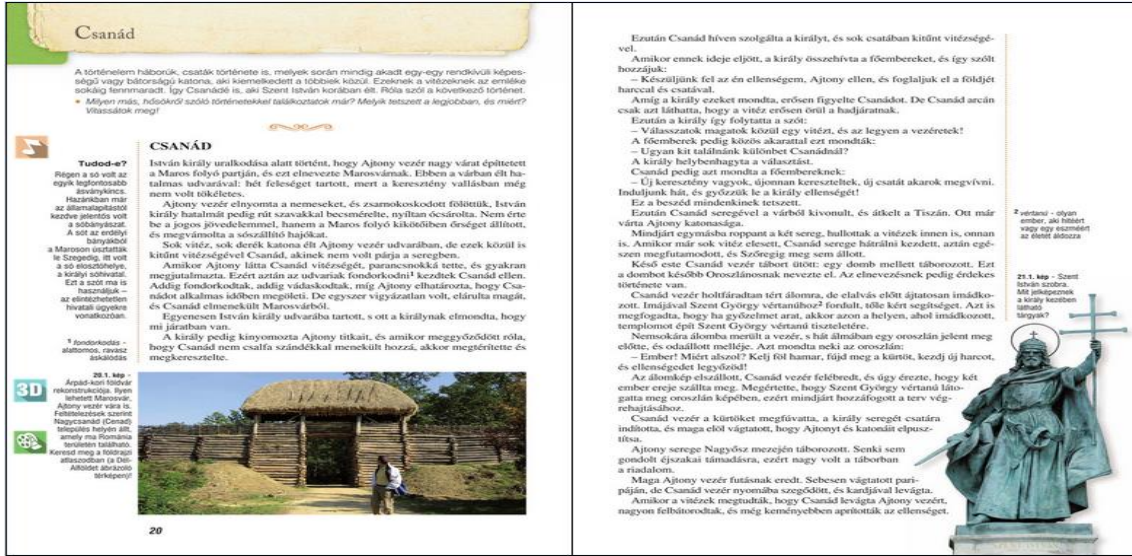 Csanád
A történelem háborúk, csaták története is, melyek során mindig akadt egy-egy rendkívüli képes-
ségű vagy bátorságú katona, aki kiemelkedett a többiek közül. Ezeknek a vitézeknek az emléke
sokáig fennmaradt. Így Csanádé is, aki Szent István korában élt. Róla szól a következő történet.
• Milyen más, hősökről szóló történetekkel találkoztatok már? Melyik tetszett a legjobban, és miért?
Vitassátok meg!
Tudod-e?
Régen a só volt az
egyik legfontosabb
ásványkincs.
Hazánkban már
az államalapítástól
kezdve jelentős volt
a sóbányászat.
A sót az erdélyi
bányákból
a Maroson úsztatták
le Szegedig, itt volt
a só elosztóhelye,
a királyi sóhivatal.
Ezt a szót ma is
használjuk –
az elintézhetetlen
hivatali ügyekre
vonatkozóan.
¹ fondorkodás -
alattomos, ravasz
áskálódás
CSANÁD
István király uralkodása alatt történt, hogy Ajtony vezér nagy várat építtetett
a Maros folyó partján, és ezt elnevezte Marosvárnak. Ebben a várban élt ha-
talmas udvarával: hét feleséget tartott, mert a keresztény vallásban még
nem volt tökéletes.
Ajtony vezér elnyomta a nemeseket, és zsarnokoskodott fölöttük, István
király hatalmát pedig rút szavakkal becsmérelte, nyíltan ócsárolta. Nem érte
be a jogos jövedelemmel, hanem a Maros folyó kikötőiben őrséget állított,
és megvámolta a sószállító hajókat.
Sok vitéz, sok derék katona élt Ajtony vezér udvarában, de ezek közül is
kitűnt vitézségével Csanád, akinek nem volt párja a seregben.
Amikor Ajtony látta Csanád vitézségét, parancsnokká tette, és gyakran
megjutalmazta. Ezért aztán az udvariak fondorkodni¹ kezdtek Csanád ellen.
Addig fondorkodtak, addig vádaskodtak, míg Ajtony elhatározta, hogy Csa-
nádot alkalmas időben megöleti. De egyszer vigyázatlan volt, elárulta magát,
és Csanád elmenekült Marosvárból.
Egyenesen István király udvarába tartott, s ott a királynak elmondta, hogy
mi járatban van.
A király pedig kinyomozta Ajtony titkait, és amikor meggyőződött róla,
hogy Csanád nem csalfa szándékkal menekült hozzá, akkor megtérítette és
megkeresztelte.
3D
20.1. kép -
Árpád-kori földvár
rekonstrukciója. Ilyen
lehetett Marosvár,
Ajtony vezér vára is.
Feltételezések szerint
Nagycsanád (Cenad)
település helyén állt,
amely ma Románia
területén található.
Keresd meg a földrajzi
atlaszodban (a Déli-
Alföldet ábrázoló
térképen)!
20
Ezután Csanád híven szolgálta a királyt, és sok csatában kitűnt vitézségé-
vel.
Amikor ennek ideje eljött, a király összehívta a főembereket, és így szólt
hozzájuk:
– Készüljünk fel az én ellenségem, Ajtony ellen, és foglaljuk el a földjét
harccal és csatával.
Amíg a király ezeket mondta, erősen figyelte Csanádot. De Csanád arcán
csak azt láthatta, hogy a vitéz erősen örül a hadjáratnak.
Ezután a király így folytatta a szót:
– Válasszatok magatok közül egy vitézt, és az legyen a vezéretek!
A főemberek pedig közös akarattal ezt mondták:
– Ugyan kit találnánk különbet Csanádnál?
A király helybenhagyta a választást.
Csanád pedig azt mondta a főembereknek:
– Új keresztény vagyok, újonnan kereszteltek, új csatát akarok megvívni.
Induljunk hát, és győzzük le a király ellenségét!
Ez a beszéd mindenkinek tetszett.
Ezután Csanád seregével a várból kivonult, és átkelt a Tiszán. Ott már
várta Ajtony katonasága.
Mindjárt egymásba roppant a két sereg, hullottak a vitézek innen is, onnan
is. Amikor már sok vitéz elesett, Csanád serege hátrálni kezdett, aztán egé-
szen megfutamodott, és Szőregig meg sem állt.
Késő este Csanád vezér tábort ütött: egy domb mellett táborozott. Ezt
a dombot később Oroszlánosnak nevezte el. Az elnevezésnek pedig érdekes
története van.
Csanád vezér holtfáradtan tért álomra, de elalvás előtt ájtatosan imádko-
zott. Imájával Szent György vértanúhoz² fordult, tőle kért segítséget. Azt is
megfogadta, hogy ha győzelmet arat, akkor azon a helyen, ahol imádkozott,
templomot épít Szent György vértanú tiszteletére.
Nemsokára álomba merült a vezér, s hát álmában egy oroszlán jelent meg
előtte, és odaállott melléje. Azt mondta neki az oroszlán:
– Ember! Miért alszol? Kelj föl hamar, fújd meg a kürtöt, kezdj új harcot,
és ellenségedet legyőzöd!
Az álomkép elszállott, Csanád vezér felébredt, és úgy érezte, hogy két
ember ereje szállta meg. Megértette, hogy Szent György vértanú láto-
gatta meg oroszlán képében, ezért mindjárt hozzáfogott a terv vég-
rehajtásához.
Csanád vezér a kürtöket megfúvatta, a király seregét csatára
indította, és maga elöl vágtatott, hogy Ajtonyt és katonáit elpusz-
títsa.
Ajtony serege Nagyősz mezején táborozott. Senki sem
gondolt éjszakai támadásra, ezért nagy volt a táborban
a riadalom.
Maga Ajtony vezér futásnak eredt. Sebesen vágtatott pari-
páján, de Csanád vezér nyomába szegődött, és kardjával levágta.
Amikor a vitézek megtudták, hogy Csanád levágta Ajtony vezért,
nagyon felbátorodtak, és még keményebben aprították az ellenséget.
² vértanú - olyan
ember, aki hitéért
vagy egy eszméért
az életét áldozza
21.1. kép - Szent
István szobra.
Mit jelképeznek
a király kezében
látható
tárgyak?